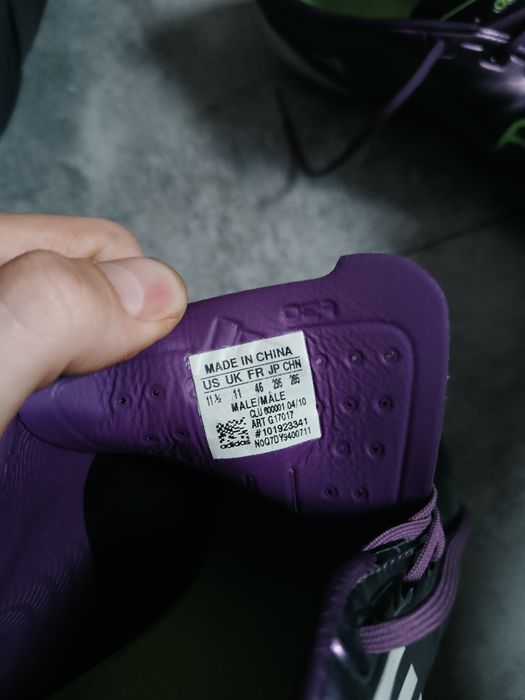 MADE IN CHINA
US UK FR JP CHN
11½ 11 46 295 285
MALE/MÂLE
CLU 600001 04/10
ART G17017
#101923341
N0Q7DY9400711
adidas